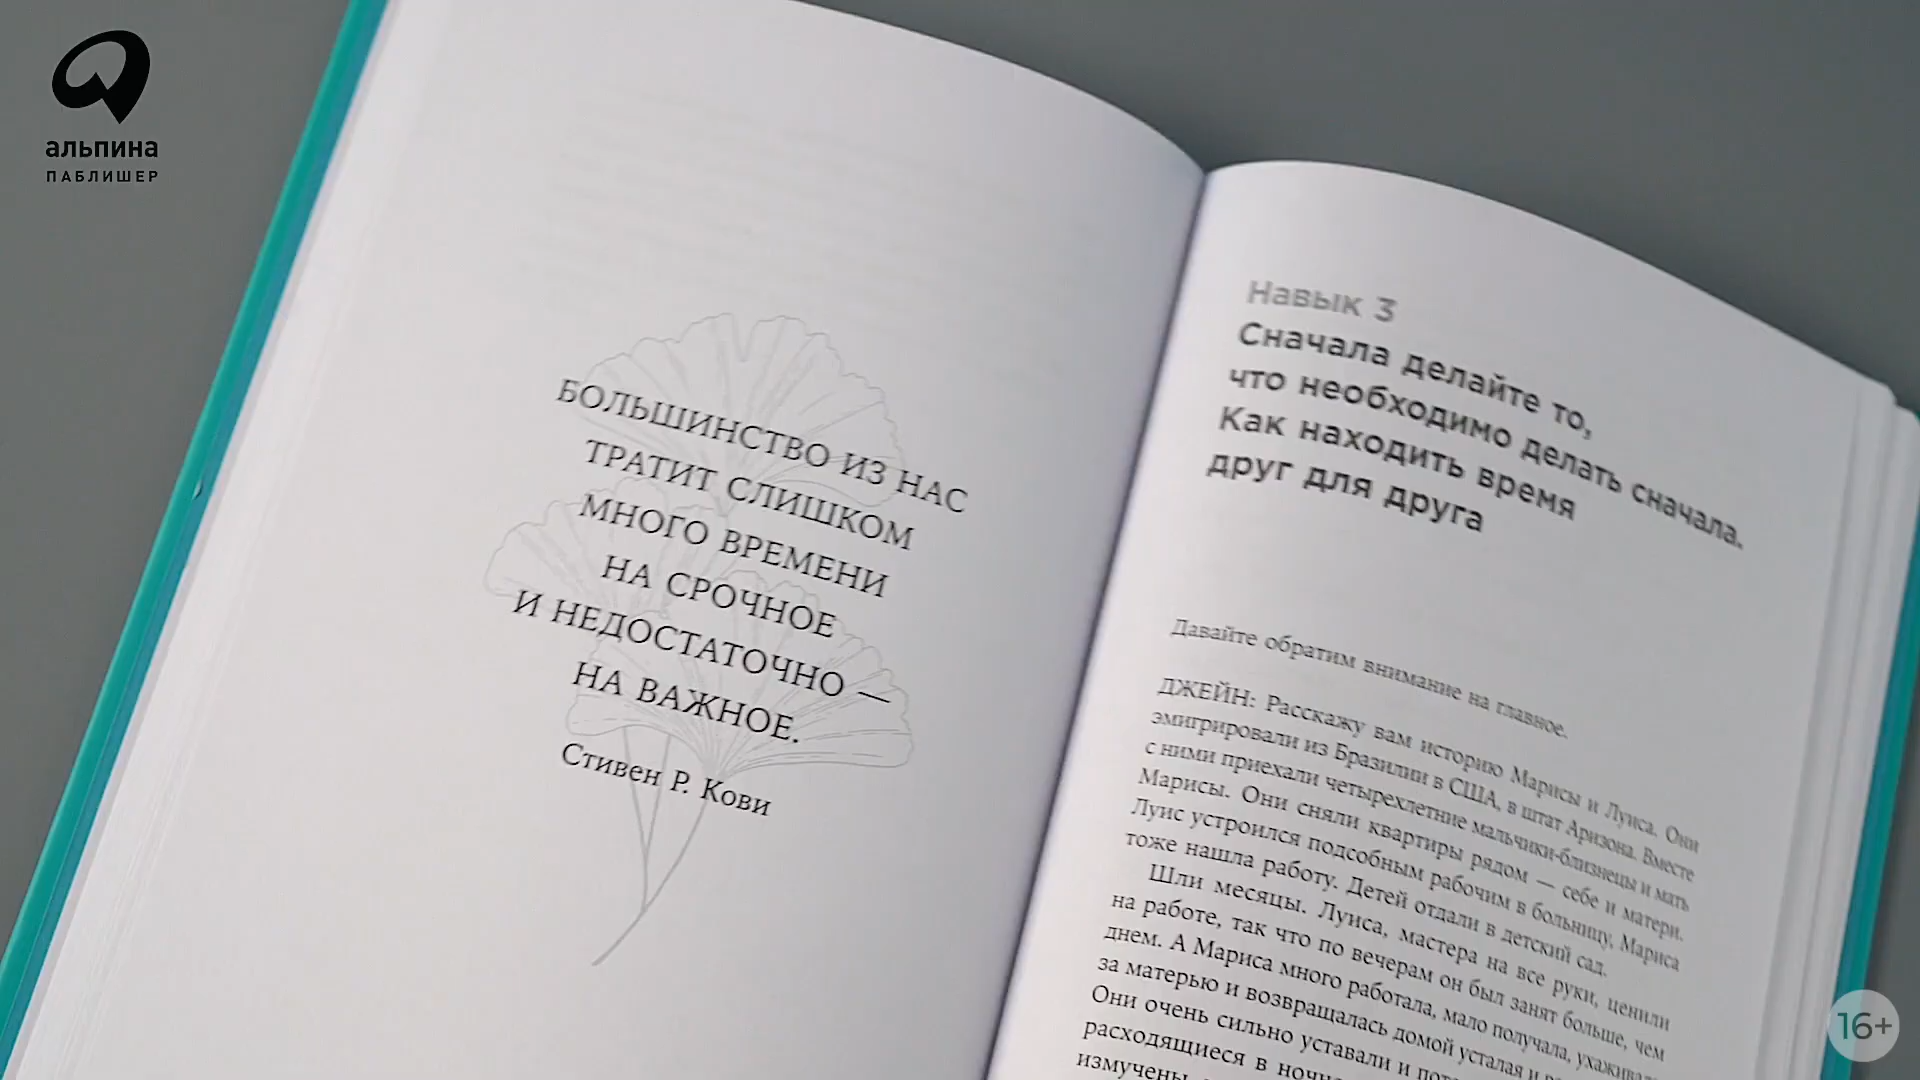 альпина
ПАБЛИШЕР
БОЛЬШИНСТВО ИЗ НАС
ТРАТИТ СЛИШКОМ
МНОГО ВРЕМЕНИ
НА СРОЧНОЕ
И НЕДОСТАТОЧНО —
НА ВАЖНОЕ.
Стивен Р. Кови
Навык 3
Сначала делайте то,
что необходимо делать сначала.
Как находить время
друг для друга
Давайте обратим внимание на главное.
ДЖЕЙН: Расскажу вам историю Марисы и Луиса. Они
эмигрировали из Бразилии в США, в штат Аризона. Вместе
с ними приехали четырехлетние мальчики-близнецы и мать
Марисы. Они сняли квартиры рядом — себе и матери.
Луис устроился подсобным рабочим в больницу, Мариса
тоже нашла работу. Детей отдали в детский сад.
Шли месяцы. Луиса, мастера на все руки, ценили
на работе, так что по вечерам он был занят больше, чем
днем. А Мариса много работала, мало получала,
за матерью и возвращалась домой усталая и
Они очень сильно уставали и
расходящиеся в
измучены
16+